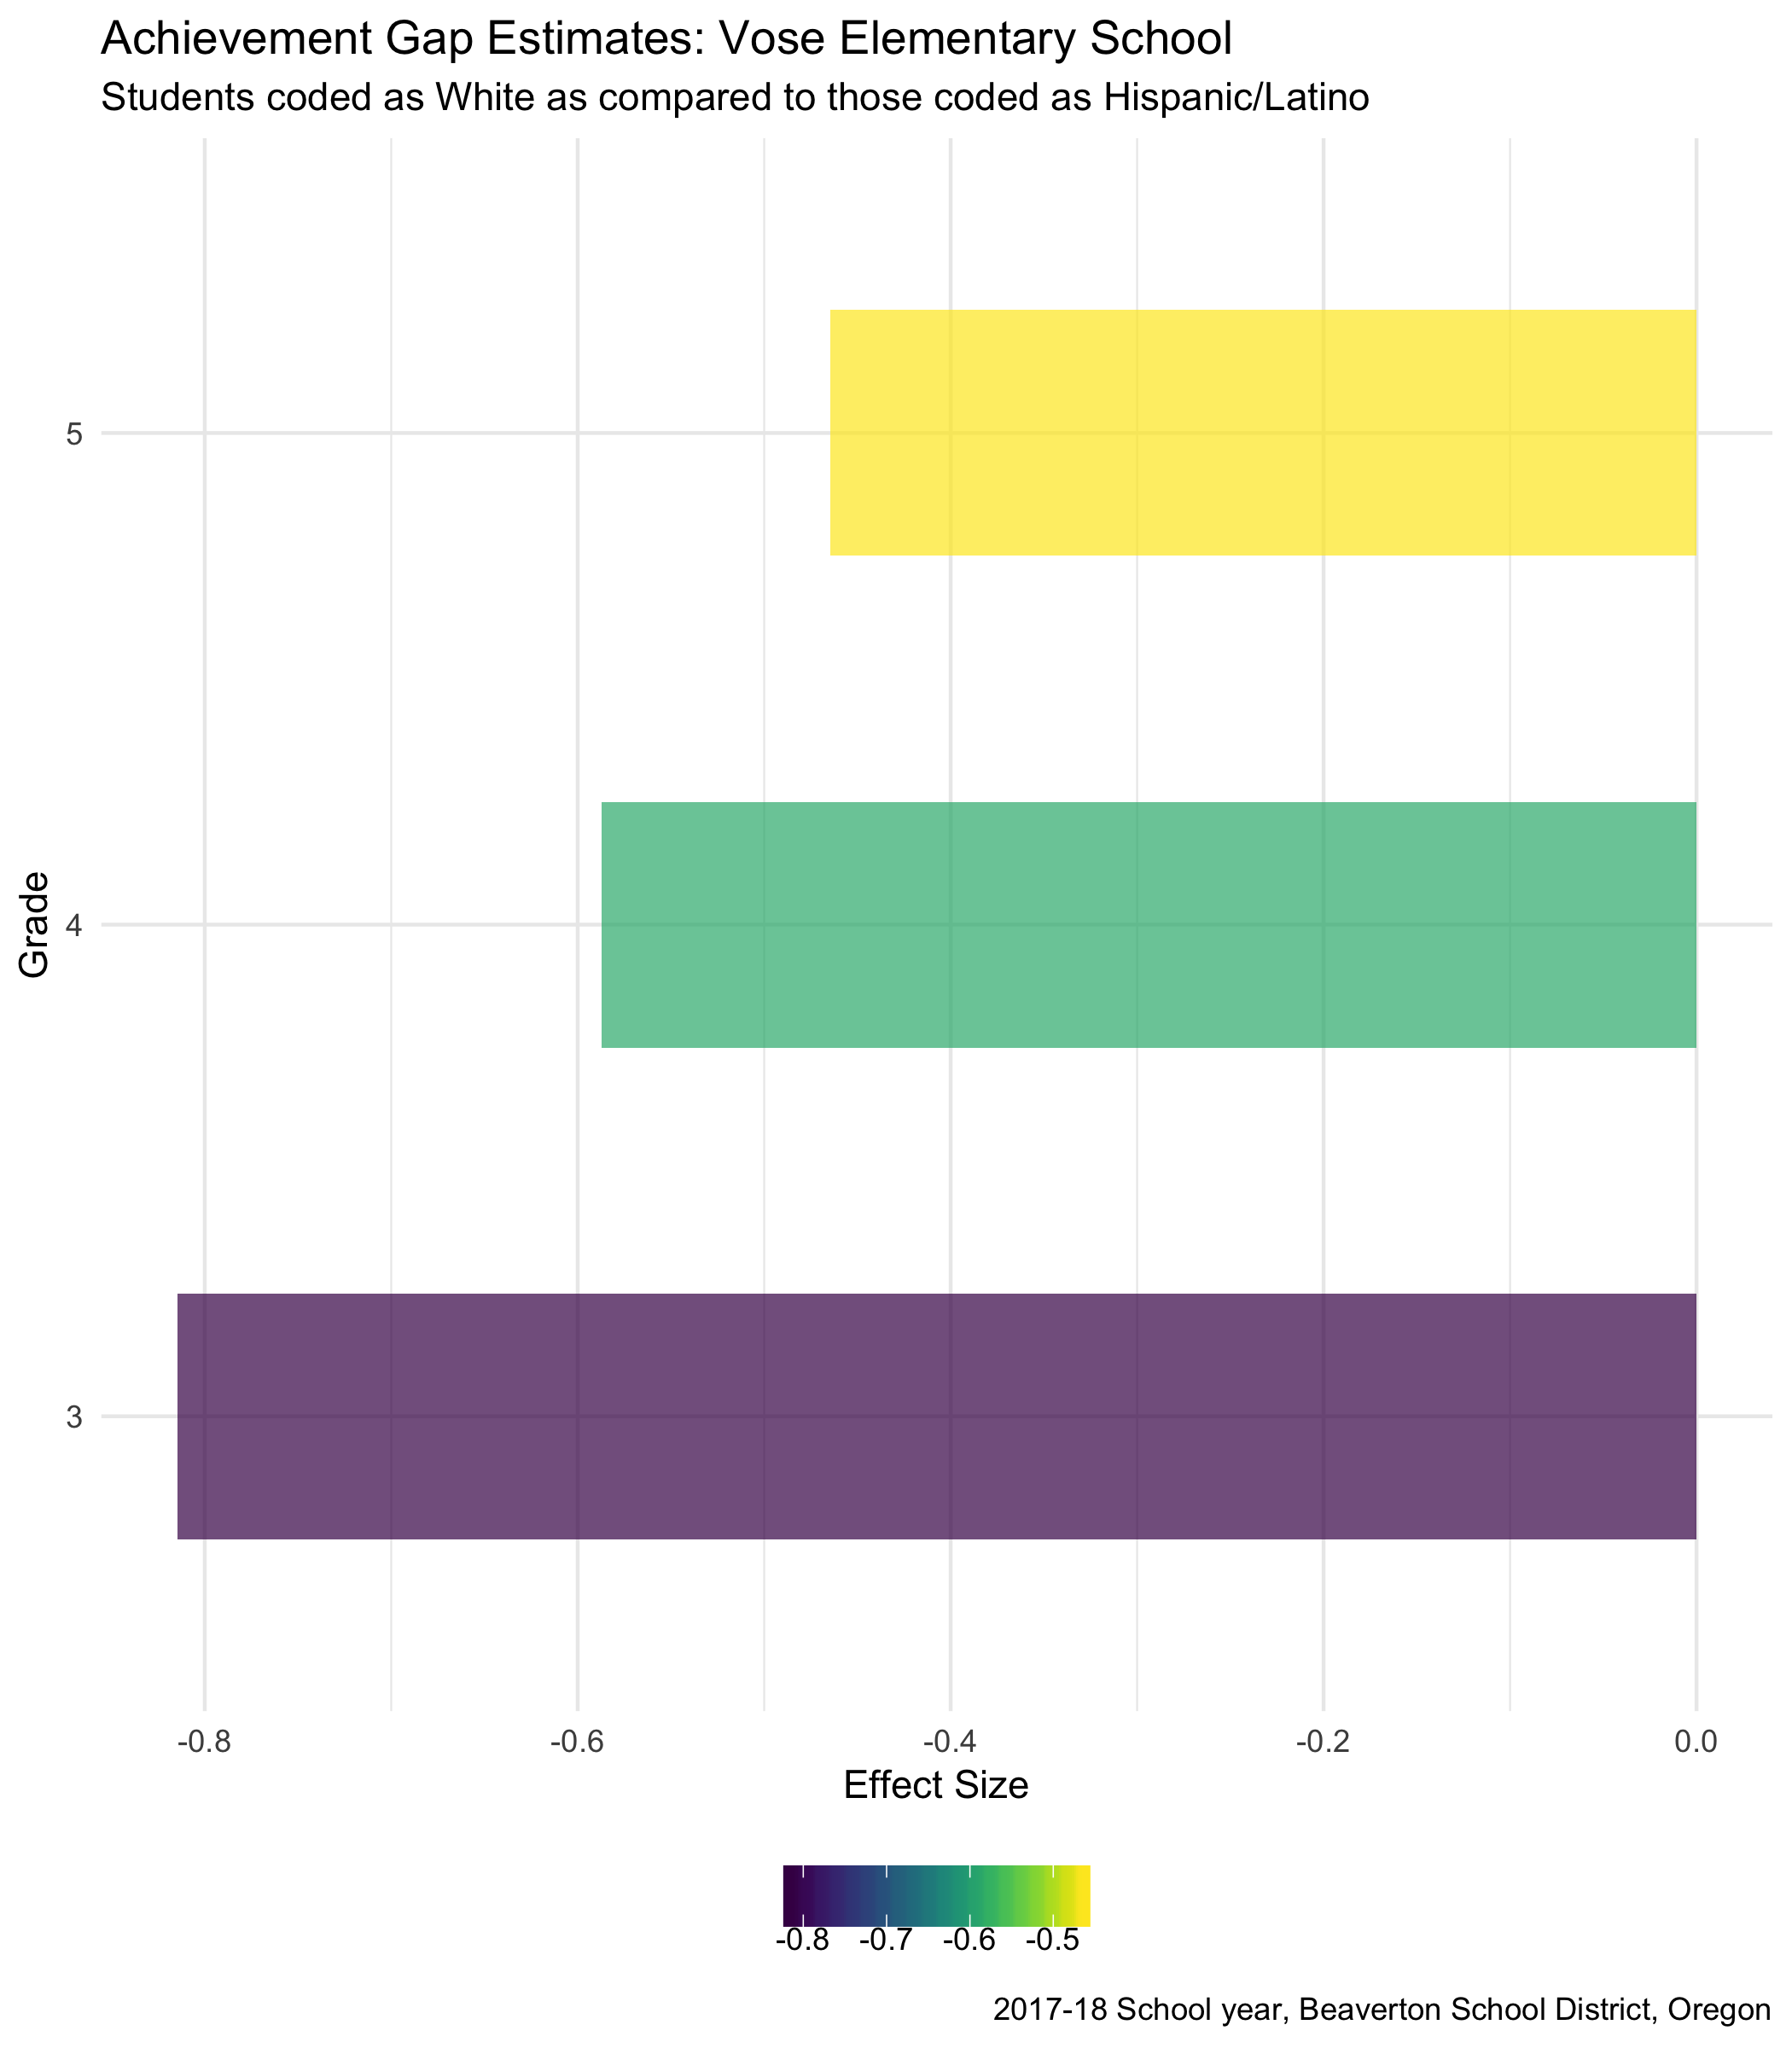 Achievement Gap Estimates: Vose Elementary School
Students coded as White as compared to those coded as Hispanic/Latino
5
4
3
Grade
-0.8 -0.6 -0.4 -0.2 0.0
Effect Size
-0.8 -0.7 -0.6 -0.5
2017-18 School year, Beaverton School District, Oregon